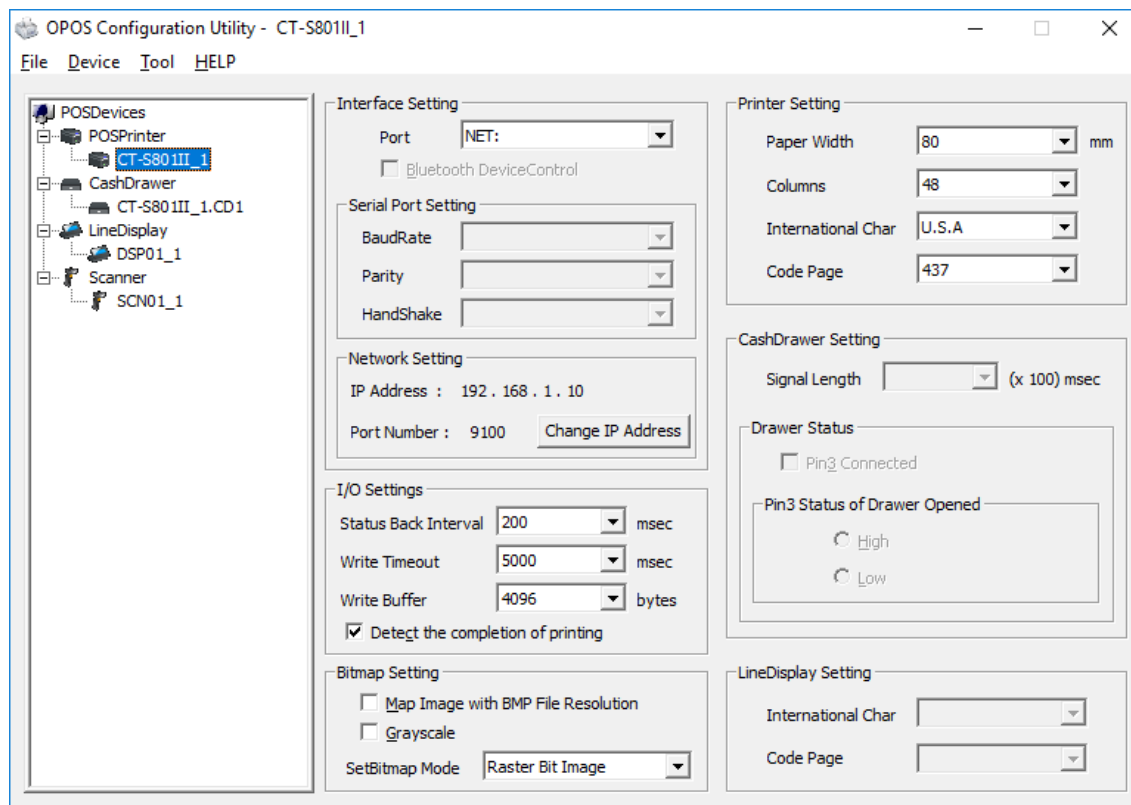 OPOS Configuration Utility - CT-S801II_1
File Device Tool HELP
POSDevices
POSPrinter
CT-S801II_1
CashDrawer
CT-S801II_1.CD1
LineDisplay
DSP01_1
Scanner
SCN01_1
Interface Setting
Port NET:
Bluetooth DeviceControl
Serial Port Setting
BaudRate
Parity
HandShake
Network Setting
IP Address : 192 . 168 . 1 . 10
Port Number : 9100 Change IP Address
I/O Settings
Status Back Interval 200 msec
Write Timeout 5000 msec
Write Buffer 4096 bytes
Detect the completion of printing
Bitmap Setting
Map Image with BMP File Resolution
Grayscale
SetBitmap Mode Raster Bit Image
Printer Setting
Paper Width 80 mm
Columns 48
International Char U.S.A
Code Page 437
CashDrawer Setting
Signal Length (x 100) msec
Drawer Status
Pin3 Connected
Pin3 Status of Drawer Opened
High
Low
LineDisplay Setting
International Char
Code Page